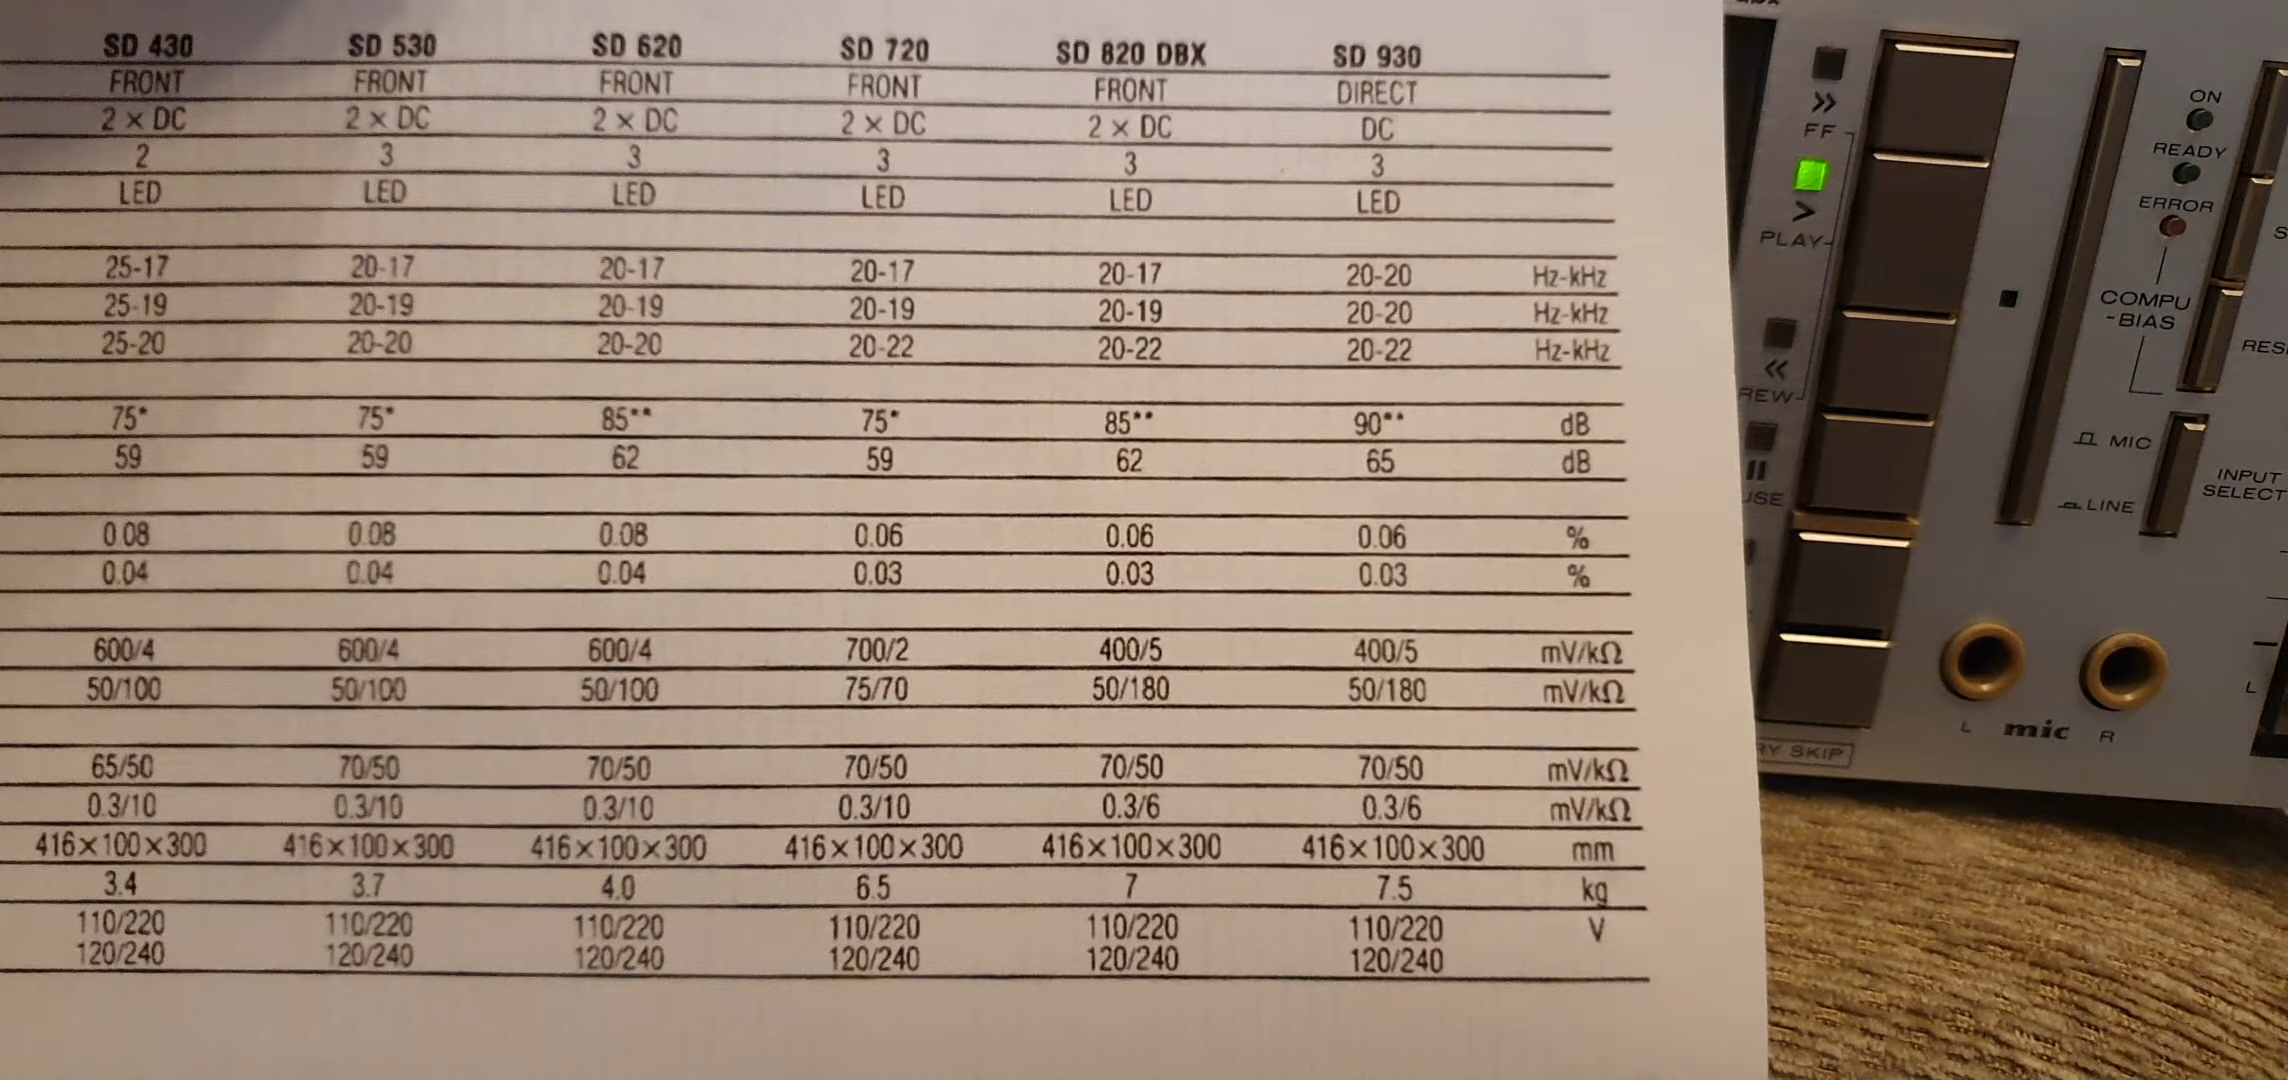 SD 430 SD 530 SD 620 SD 720 SD 820 DBX SD 930
FRONT FRONT FRONT FRONT FRONT DIRECT
2 × DC 2 × DC 2 × DC 2 × DC 2 × DC DC
2 3 3 3 3 3
LED LED LED LED LED LED
25-17 20-17 20-17 20-17 20-17 20-20 Hz-kHz
25-19 20-19 20-19 20-19 20-19 20-20 Hz-kHz
25-20 20-20 20-20 20-22 20-22 20-22 Hz-kHz
75* 75* 85** 75* 85** 90** dB
59 59 62 59 62 65 dB
0.08 0.08 0.08 0.06 0.06 0.06 %
0.04 0.04 0.04 0.03 0.03 0.03 %
600/4 600/4 600/4 700/2 400/5 400/5 mV/kΩ
50/100 50/100 50/100 75/70 50/180 50/180 mV/kΩ
65/50 70/50 70/50 70/50 70/50 70/50 mV/kΩ
0.3/10 0.3/10 0.3/10 0.3/10 0.3/6 0.3/6 mV/kΩ
416×100×300 416×100×300 416×100×300 416×100×300 416×100×300 416×100×300 mm
3.4 3.7 4.0 6.5 7 7.5 kg
110/220 110/220 110/220 110/220 110/220 110/220 V
120/240 120/240 120/240 120/240 120/240 120/240
>>
FF
>
PLAY
<<
REW
II
USE
RY SKIP
ON
READY
ERROR
COMPU
-BIAS
MIC
LINE
INPUT
SELECT
RES
L mic R
L